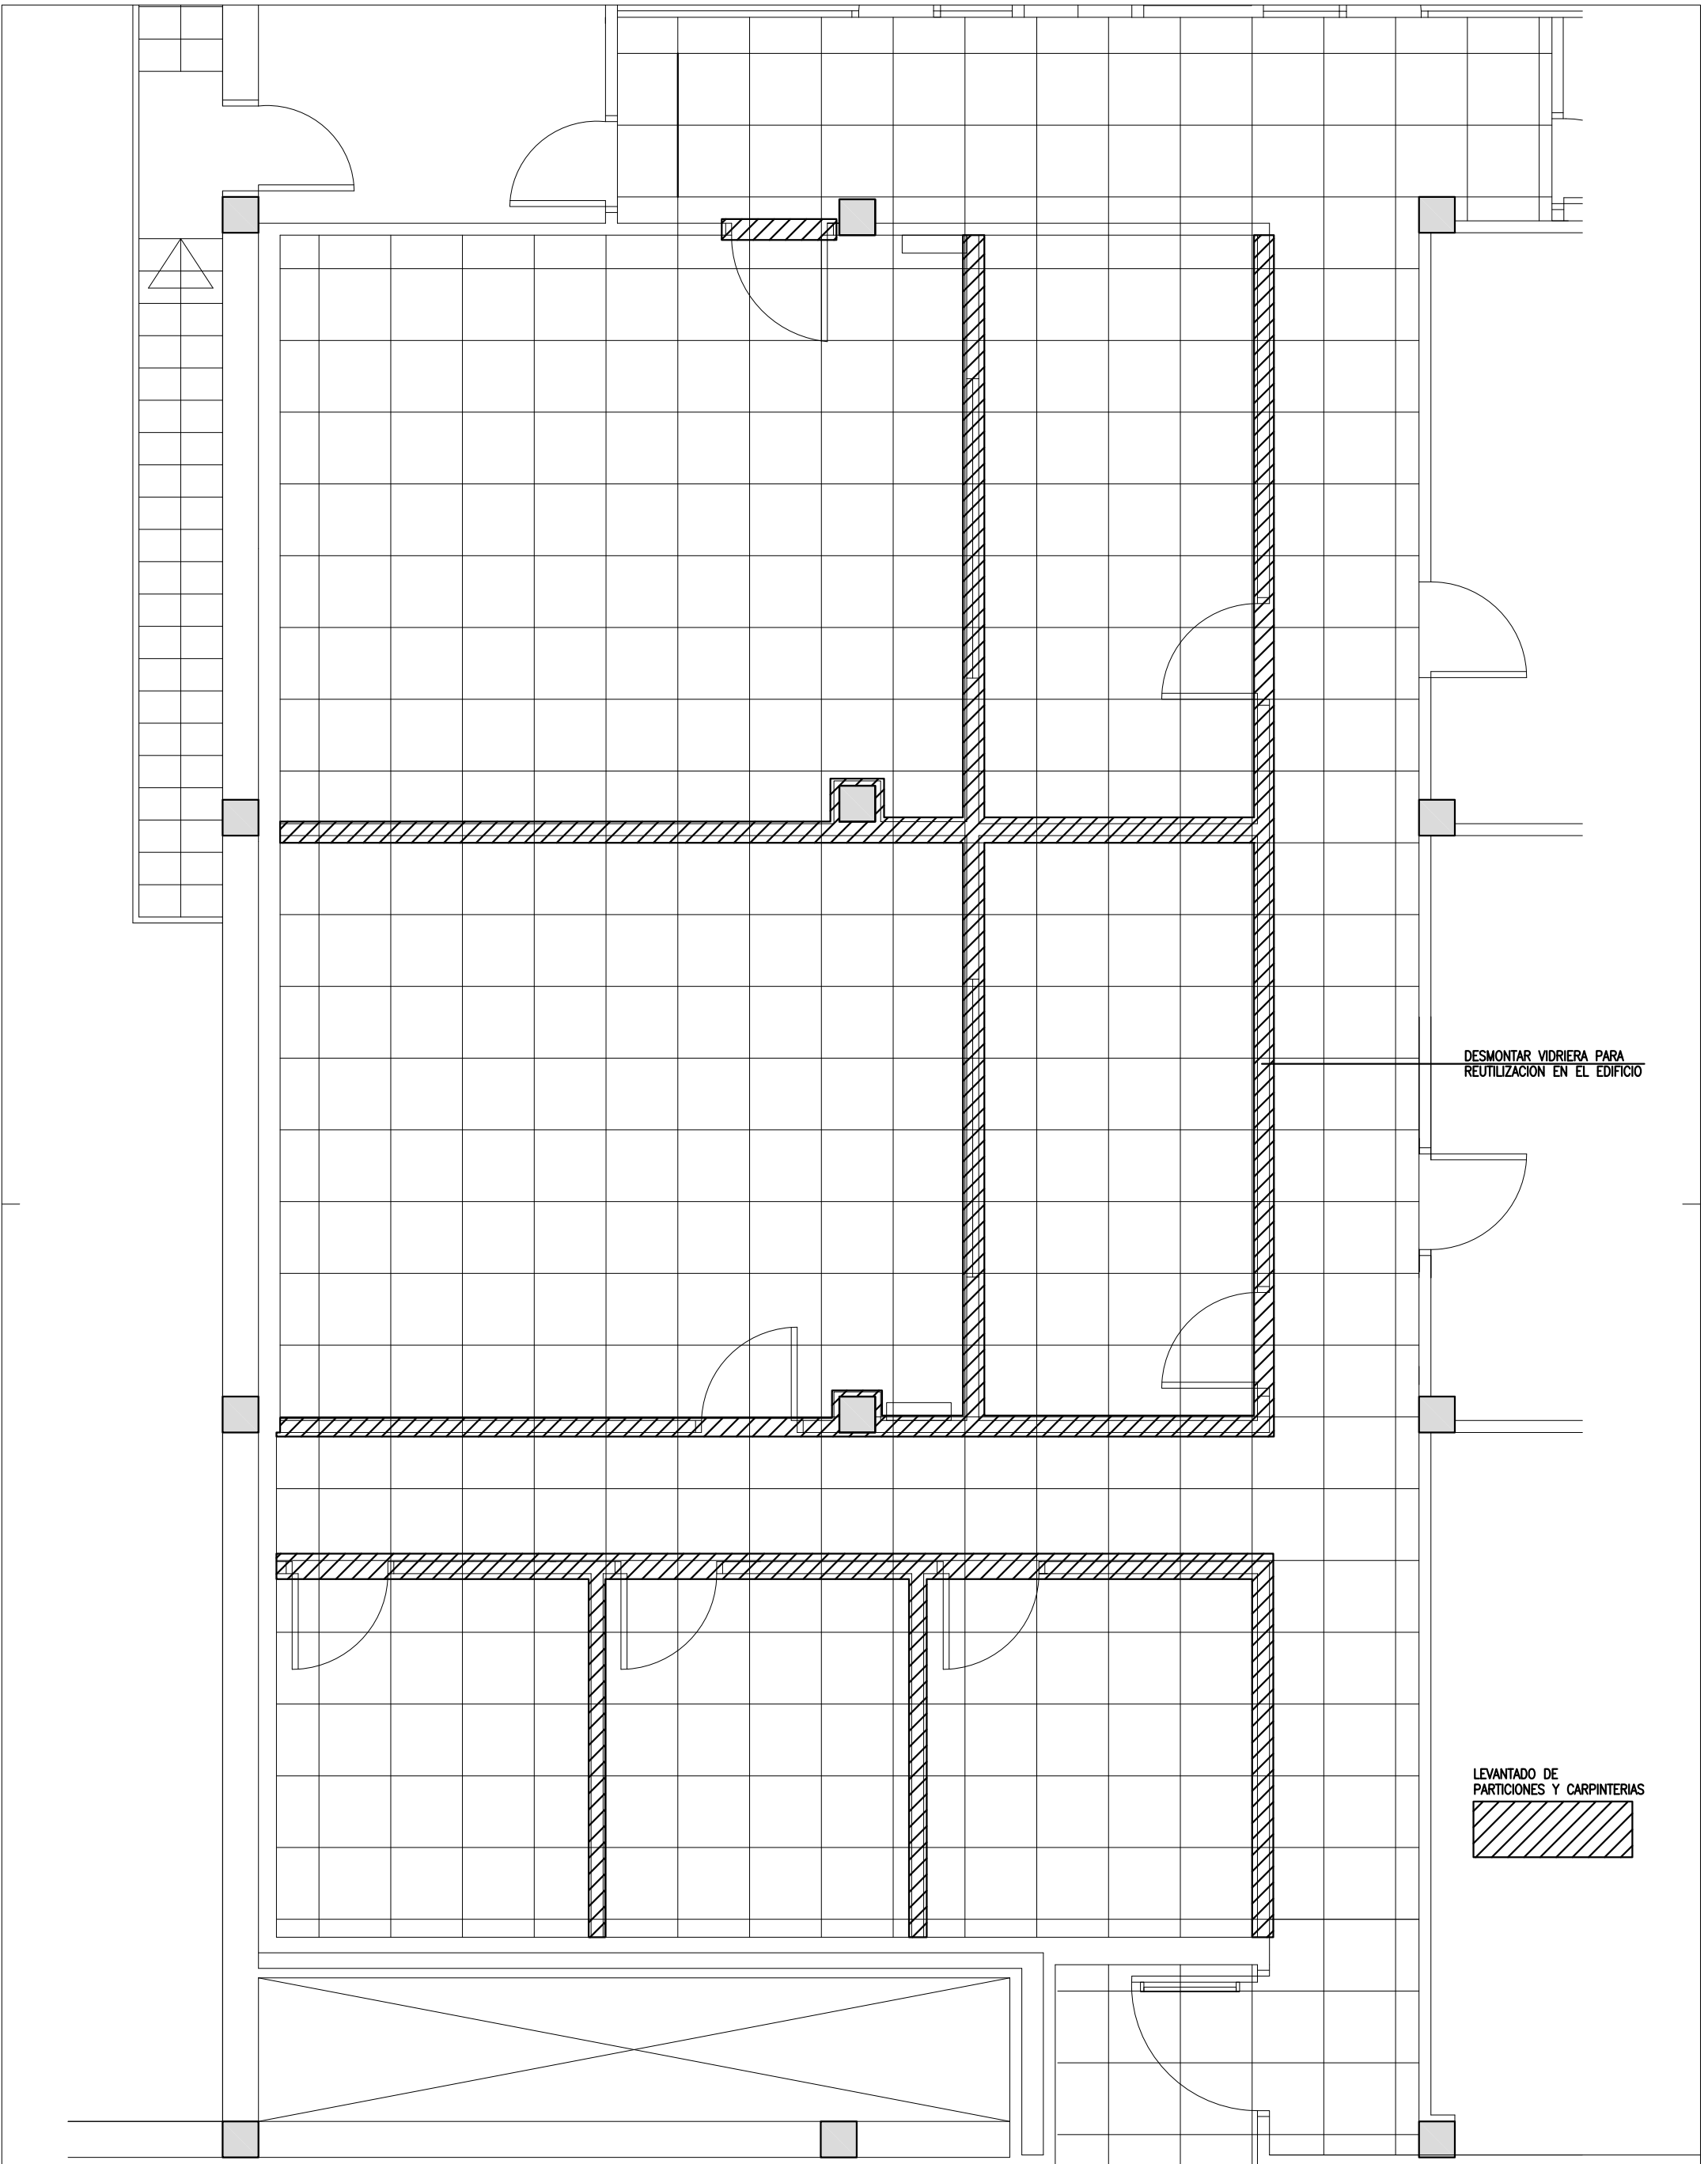 DESMONTAR VIDRIERA PARA
REUTILIZACION EN EL EDIFICIO
LEVANTADO DE
PARTICIONES Y CARPINTERIAS